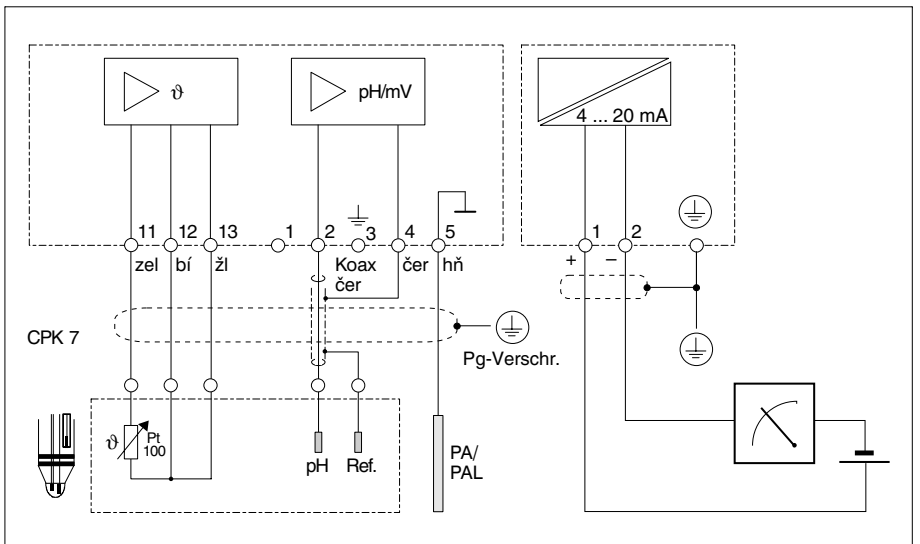 ϑ
pH/mV
4 ... 20 mA
11 12 13 1 2 3 4 5
zel bí žl Koax čer hň
čer
1 2
+ –
CPK 7
Pg-Verschr.
ϑ Pt
100
pH Ref.
PA/
PAL